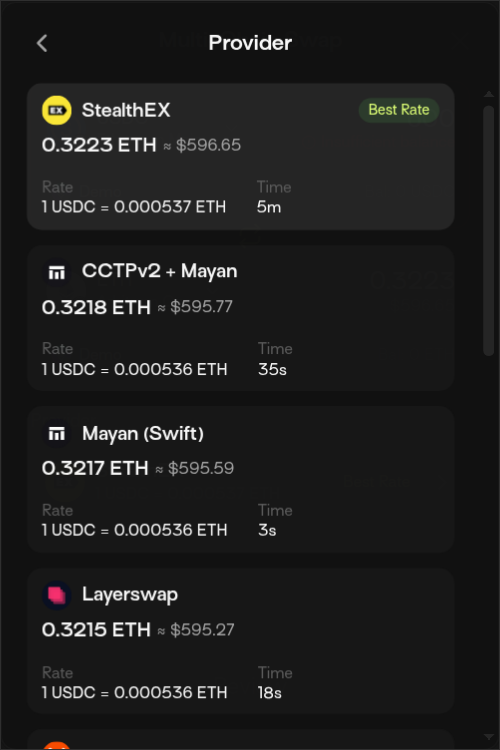 Provider
EX
StealthEX
Best Rate
0.3223 ETH ≈ $596.65
Rate
Time
1 USDC = 0.000537 ETH
5m
CCTPv2 + Mayan
0.3218 ETH ≈ $595.77
Rate
Time
1 USDC = 0.000536 ETH
35s
Mayan (Swift)
0.3217 ETH ≈ $595.59
Rate
Time
1 USDC = 0.000536 ETH
3s
Layerswap
0.3215 ETH ≈ $595.27
Rate
Time
1 USDC = 0.000536 ETH
18s